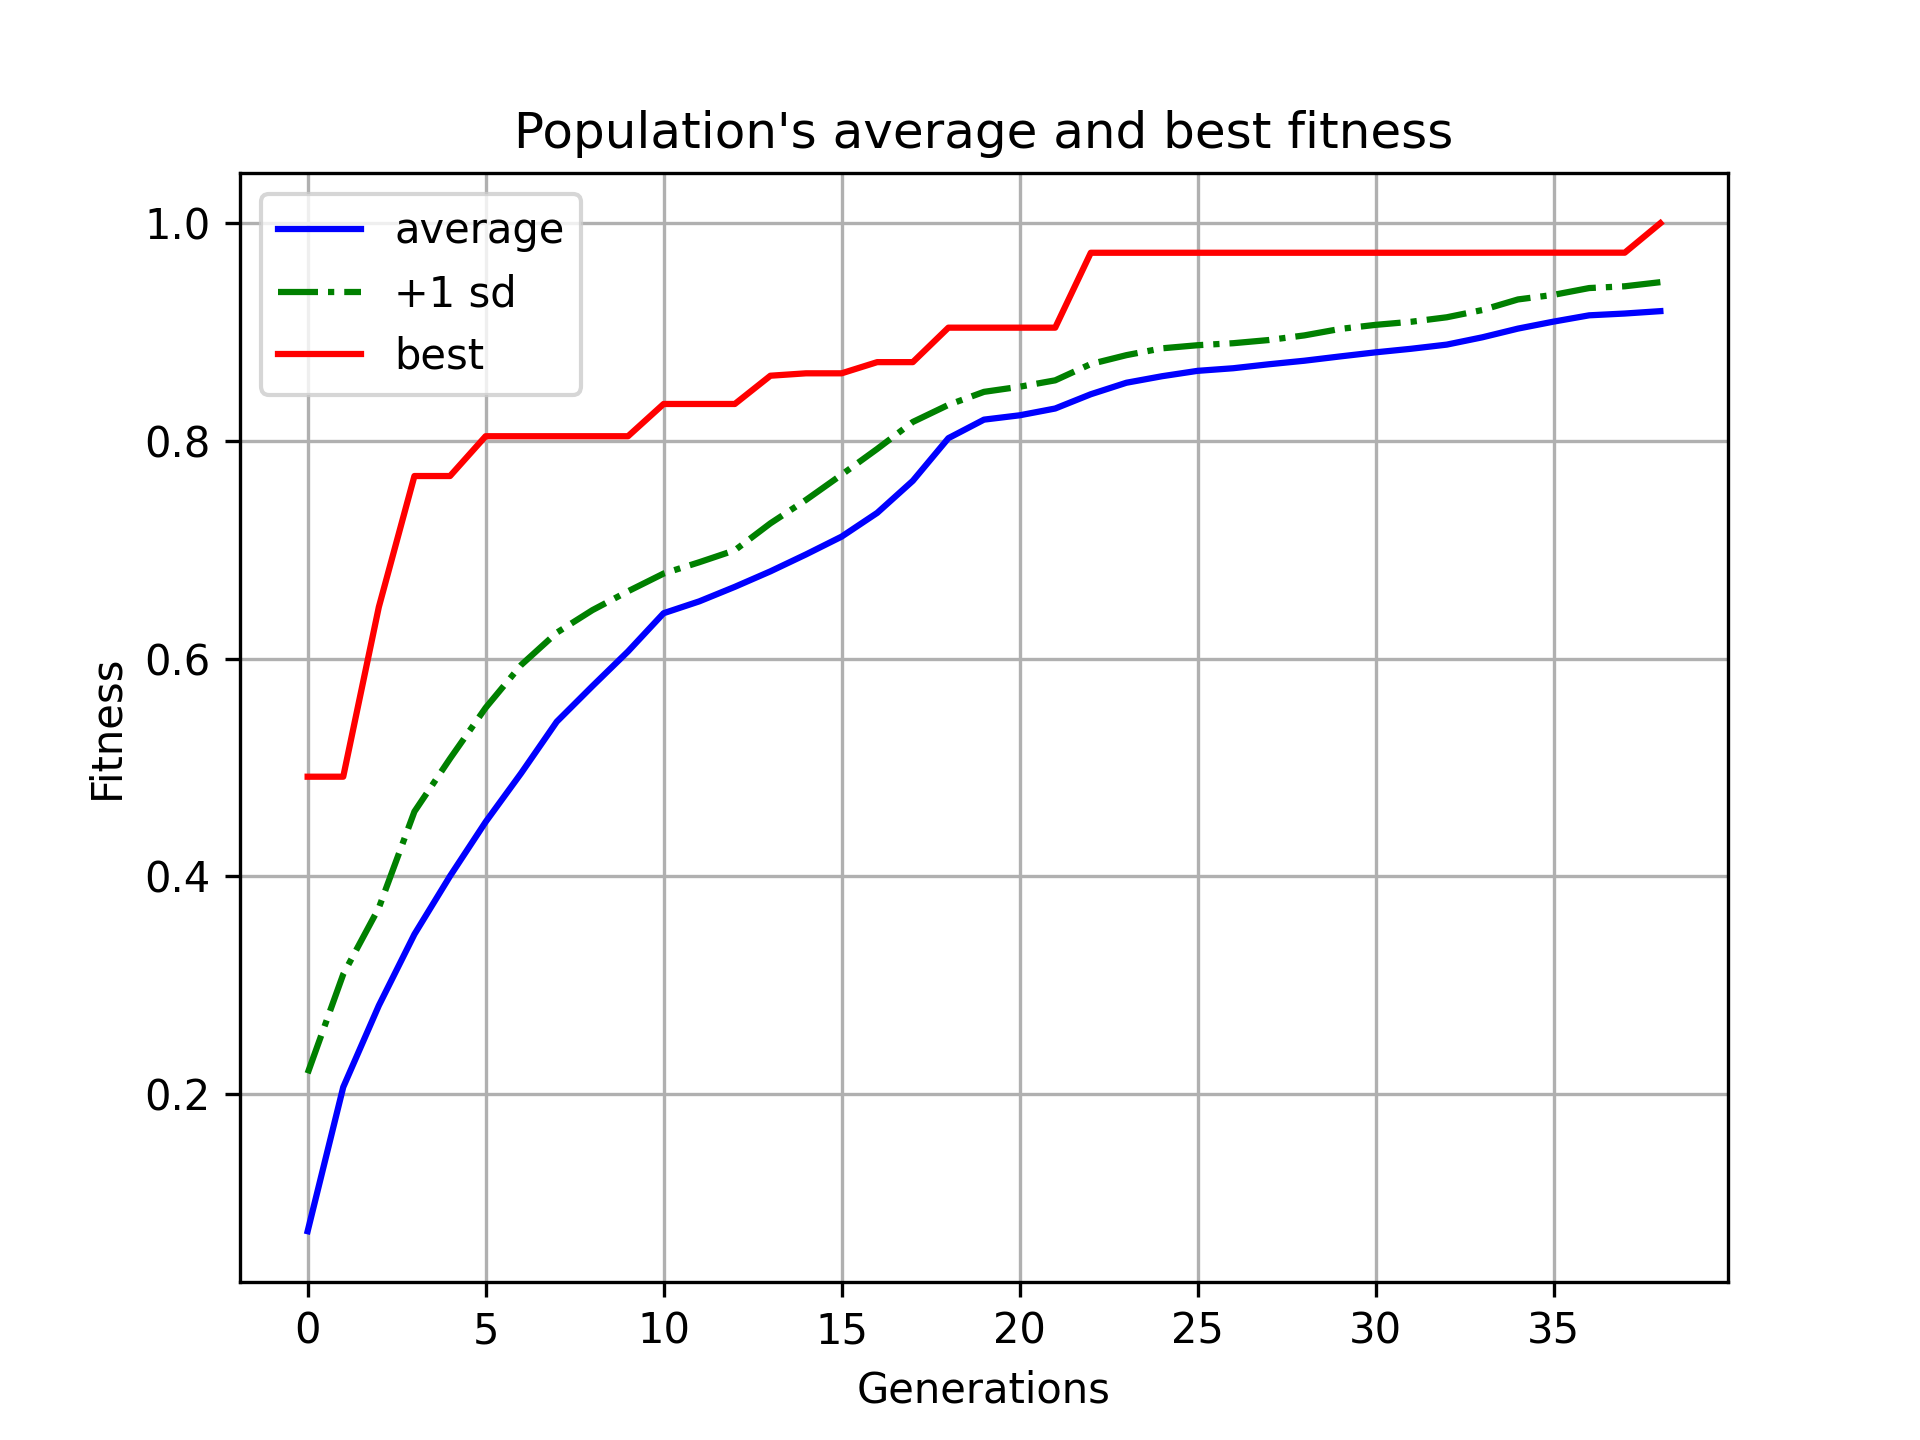 Population's average and best fitness
average
+1 sd
best
1.0
0.8
0.6
0.4
0.2
Fitness
0 5 10 15 20 25 30 35
Generations